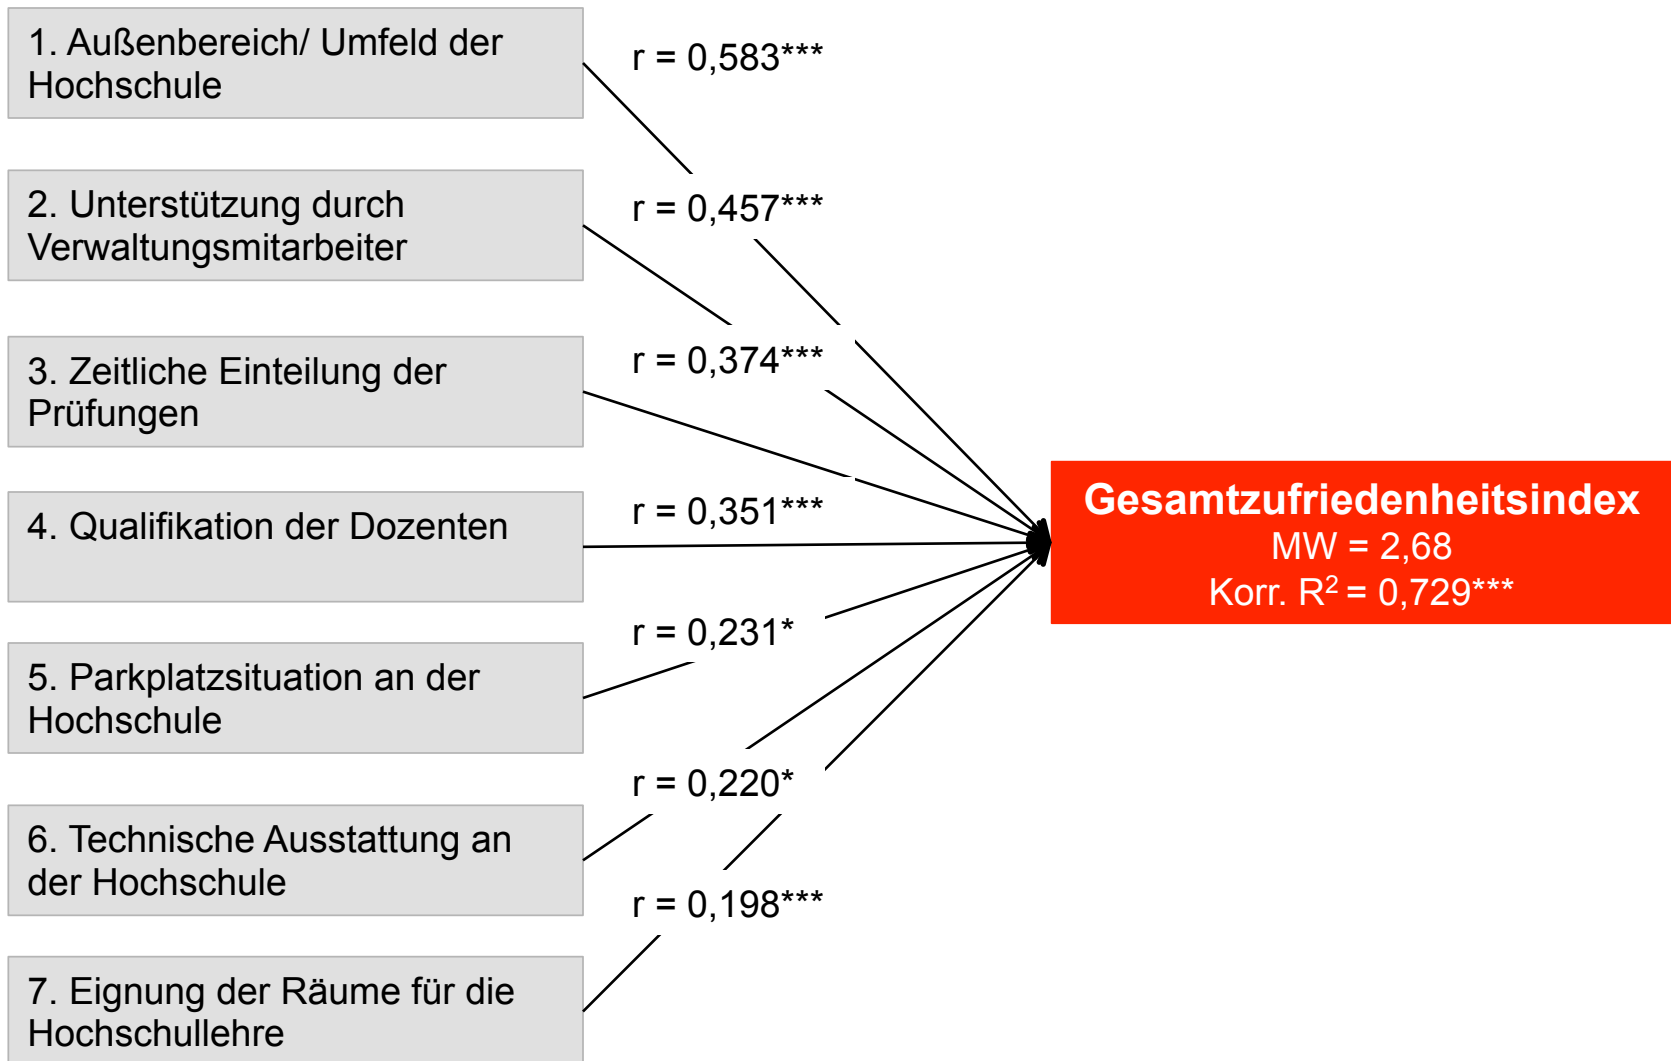 1. Außenbereich/ Umfeld der
Hochschule
r = 0,583***
2. Unterstützung durch
Verwaltungsmitarbeiter
r = 0,457***
3. Zeitliche Einteilung der
Prüfungen
r = 0,374***
4. Qualifikation der Dozenten
r = 0,351***
5. Parkplatzsituation an der
Hochschule
r = 0,231*
6. Technische Ausstattung an
der Hochschule
r = 0,220*
7. Eignung der Räume für die
Hochschullehre
r = 0,198***
Gesamtzufriedenheitsindex
MW = 2,68
Korr. R² = 0,729***